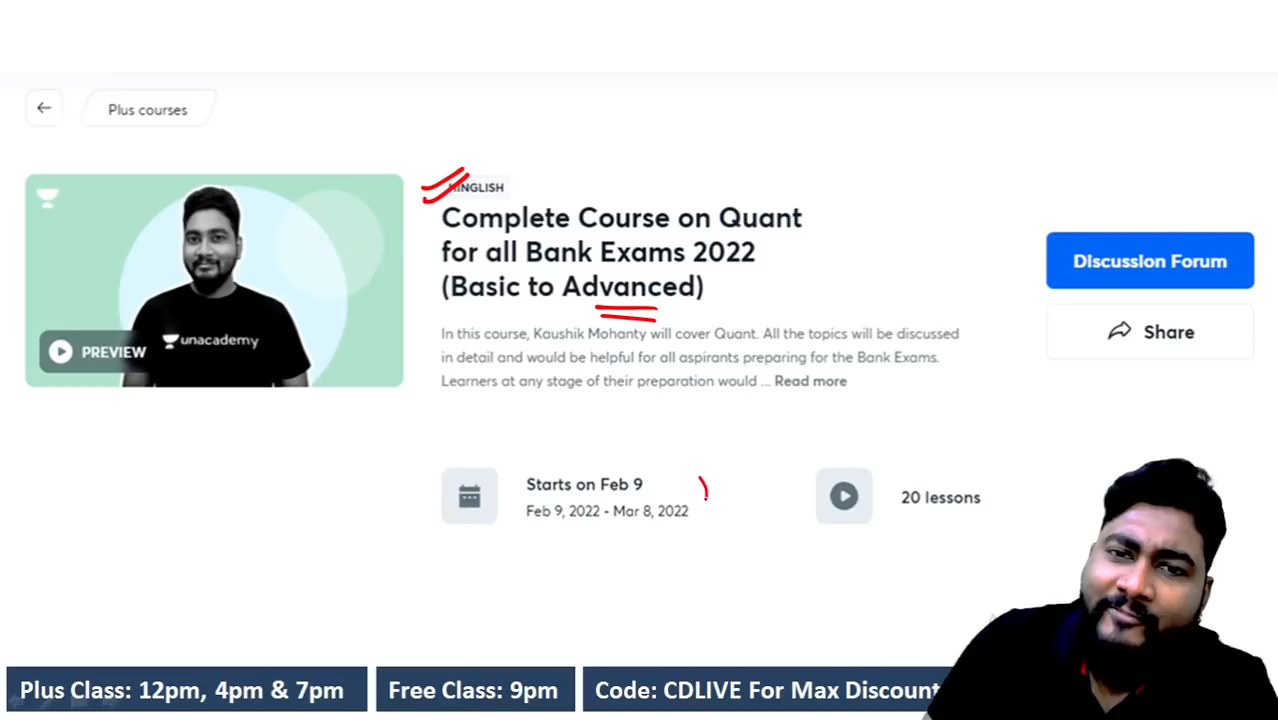 Plus courses
HINGLISH
Complete Course on Quant
for all Bank Exams 2022
(Basic to Advanced)
In this course, Kaushik Mohanty will cover Quant. All the topics will be discussed
in detail and would be helpful for all aspirants preparing for the Bank Exams.
Learners at any stage of their preparation would ... Read more
unacademy
PREVIEW
Discussion Forum
Share
Starts on Feb 9
Feb 9, 2022 - Mar 8, 2022
20 lessons
Plus Class: 12pm, 4pm & 7pm
Free Class: 9pm
Code: CDLIVE For Max Discount